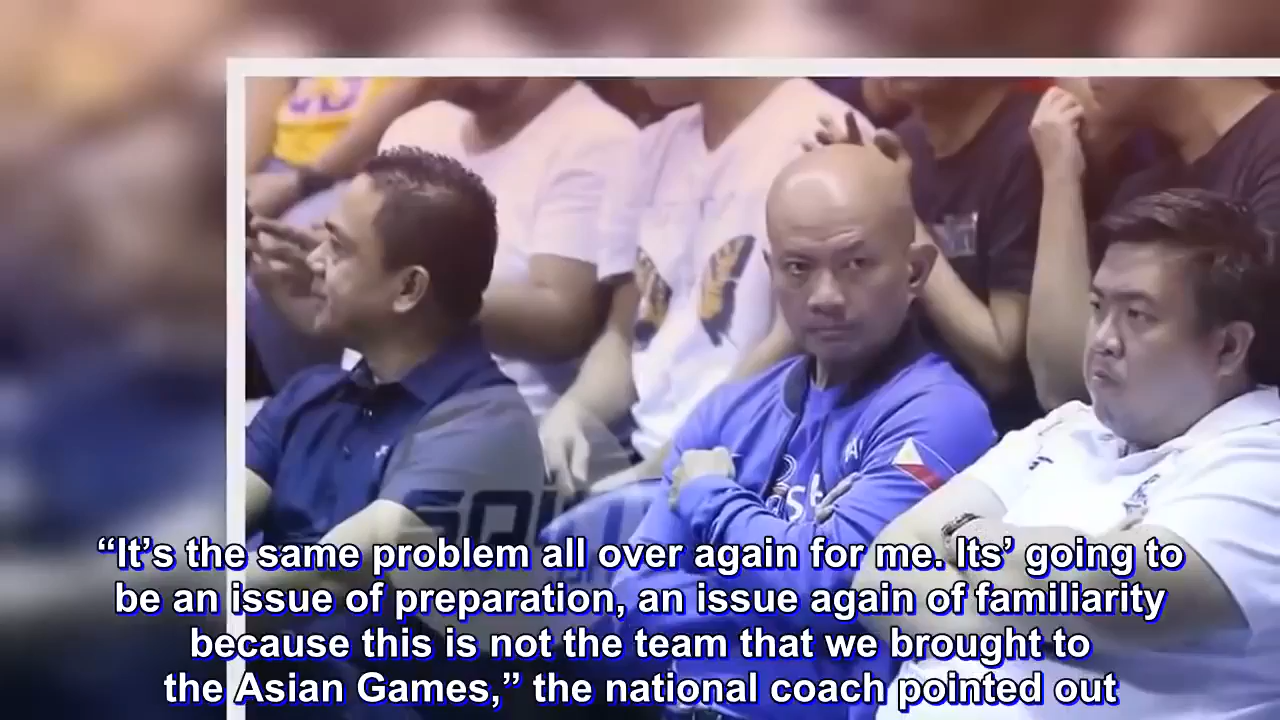 “It’s the same problem all over again for me. Its’ going to
be an issue of preparation, an issue again of familiarity
because this is not the team that we brought to
the Asian Games,” the national coach pointed out